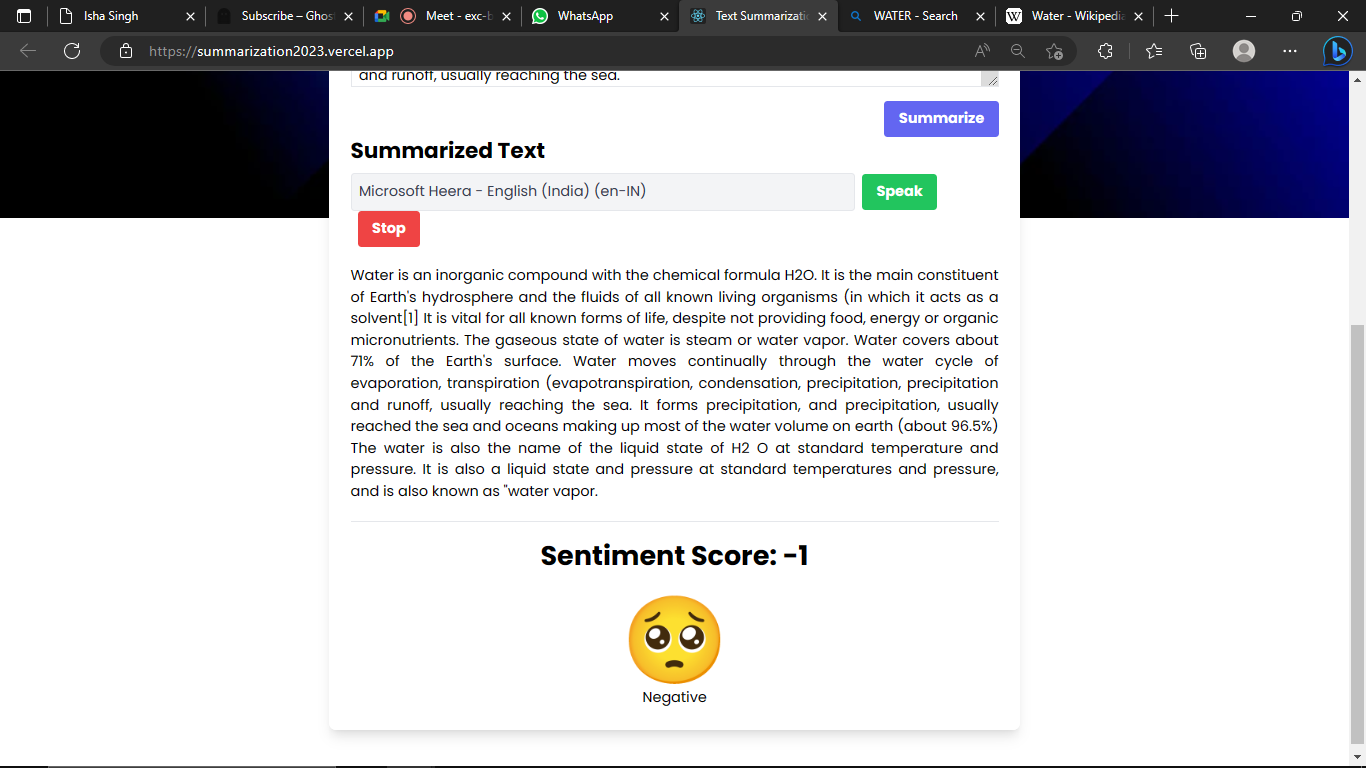 Isha Singh
Subscribe – Ghos
Meet - exc-b
WhatsApp
Text Summarizatio
WATER - Search
Water - Wikipedia
https://summarization2023.vercel.app
and runoff, usually reaching the sea.
Summarize
Summarized Text
Microsoft Heera - English (India) (en-IN)
Speak
Stop
Water is an inorganic compound with the chemical formula H2O. It is the main constituent
of Earth's hydrosphere and the fluids of all known living organisms (in which it acts as a
solvent[1] It is vital for all known forms of life, despite not providing food, energy or organic
micronutrients. The gaseous state of water is steam or water vapor. Water covers about
71% of the Earth's surface. Water moves continually through the water cycle of
evaporation, transpiration (evapotranspiration, condensation, precipitation, precipitation
and runoff, usually reaching the sea. It forms precipitation, and precipitation, usually
reached the sea and oceans making up most of the water volume on earth (about 96.5%)
The water is also the name of the liquid state of H2 O at standard temperature and
pressure. It is also a liquid state and pressure at standard temperatures and pressure,
and is also known as "water vapor.
Sentiment Score: -1
Negative